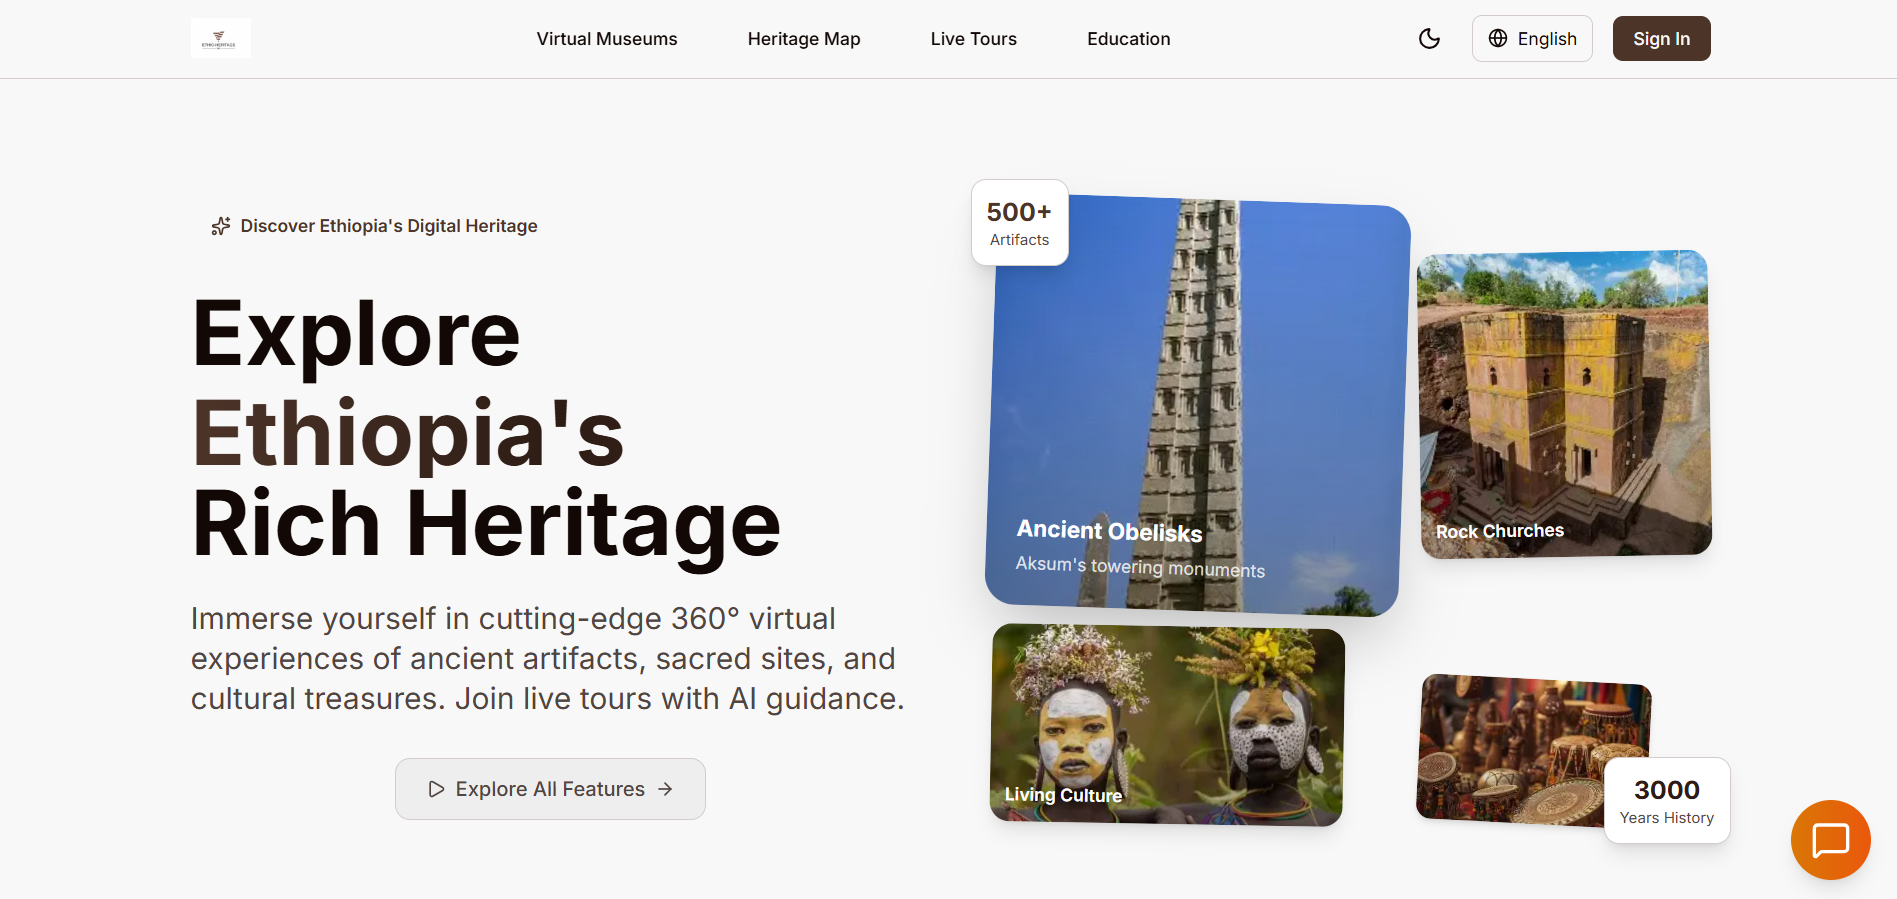 ETHIO-HERITAGE
Virtual Museums
Heritage Map
Live Tours
Education
English
Sign In
Discover Ethiopia's Digital Heritage
Explore
Ethiopia's
Rich Heritage
Immerse yourself in cutting-edge 360° virtual
experiences of ancient artifacts, sacred sites, and
cultural treasures. Join live tours with AI guidance.
Explore All Features
500+
Artifacts
Ancient Obelisks
Aksum's towering monuments
Rock Churches
Living Culture
3000
Years History